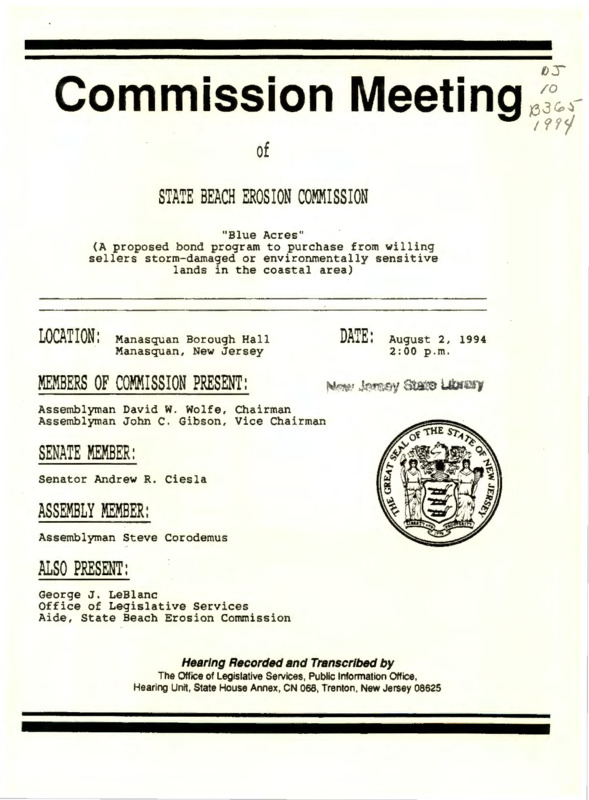 Commission Meeting
DJ
10
B365
1994
of
STATE BEACH EROSION COMMISSION
"Blue Acres"
(A proposed bond program to purchase from willing
sellers storm-damaged or environmentally sensitive
lands in the coastal area)
LOCATION: Manasquan Borough Hall
Manasquan, New Jersey
DATE: August 2, 1994
2:00 p.m.
MEMBERS OF COMMISSION PRESENT:
New Jersey State Library
Assemblyman David W. Wolfe, Chairman
Assemblyman John C. Gibson, Vice Chairman
SENATE MEMBER:
Senator Andrew R. Ciesla
THE GREAT SEAL OF THE STATE OF NEW JERSEY
LIBERTY AND PROSPERITY
ASSEMBLY MEMBER:
Assemblyman Steve Corodemus
ALSO PRESENT:
George J. LeBlanc
Office of Legislative Services
Aide, State Beach Erosion Commission
Hearing Recorded and Transcribed by
The Office of Legislative Services, Public Information Office,
Hearing Unit, State House Annex, CN 068, Trenton, New Jersey 08625